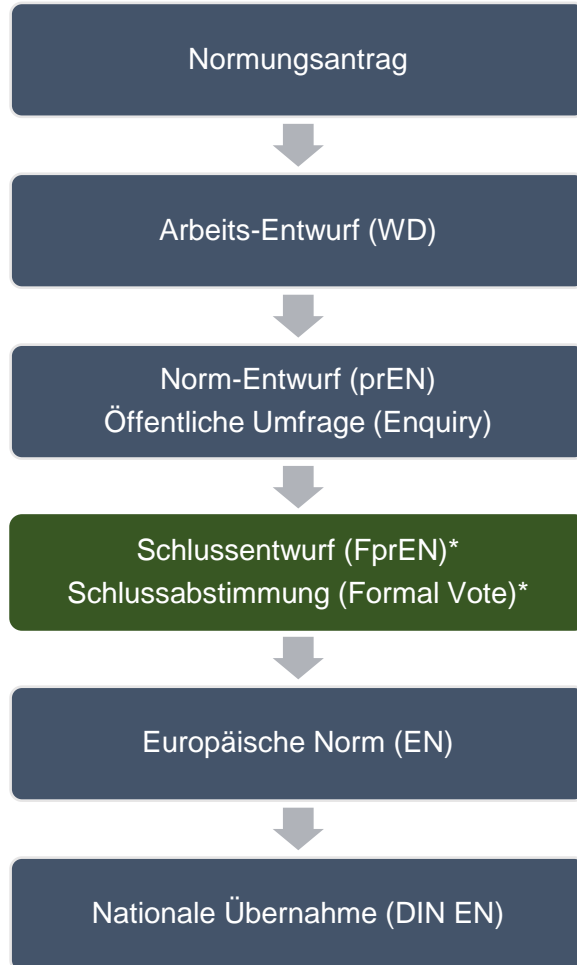 Normungsantrag
Arbeits-Entwurf (WD)
Norm-Entwurf (prEN)
Öffentliche Umfrage (Enquiry)
Schlussentwurf (FprEN)*
Schlussabstimmung (Formal Vote)*
Europäische Norm (EN)
Nationale Übernahme (DIN EN)